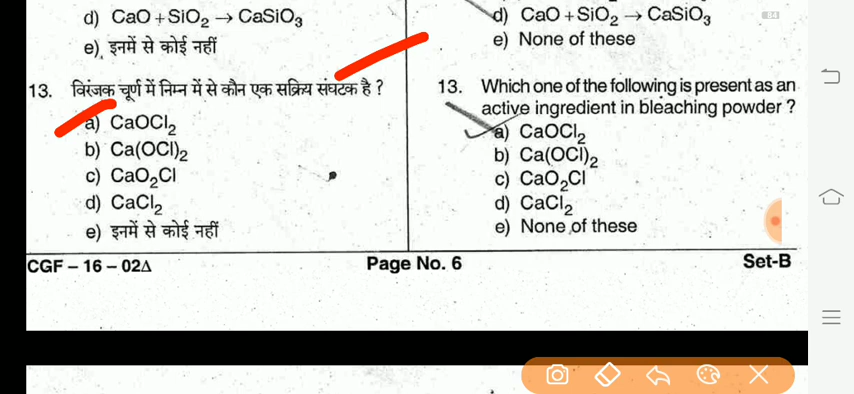 d) CaO + SiO₂ → CaSiO₃
e) इनमें से कोई नहीं
13. विरंजक चूर्ण में निम्न में से कौन एक सक्रिय संघटक है ?
a) CaOCl₂
b) Ca(OCl)₂
c) CaO₂Cl
d) CaCl₂
e) इनमें से कोई नहीं
d) CaO + SiO₂ → CaSiO₃
e) None of these
13. Which one of the following is present as an
active ingredient in bleaching powder ?
a) CaOCl₂
b) Ca(OCl)₂
c) CaO₂Cl
d) CaCl₂
e) None of these
CGF – 16 – 02Δ Page No. 6 Set-B